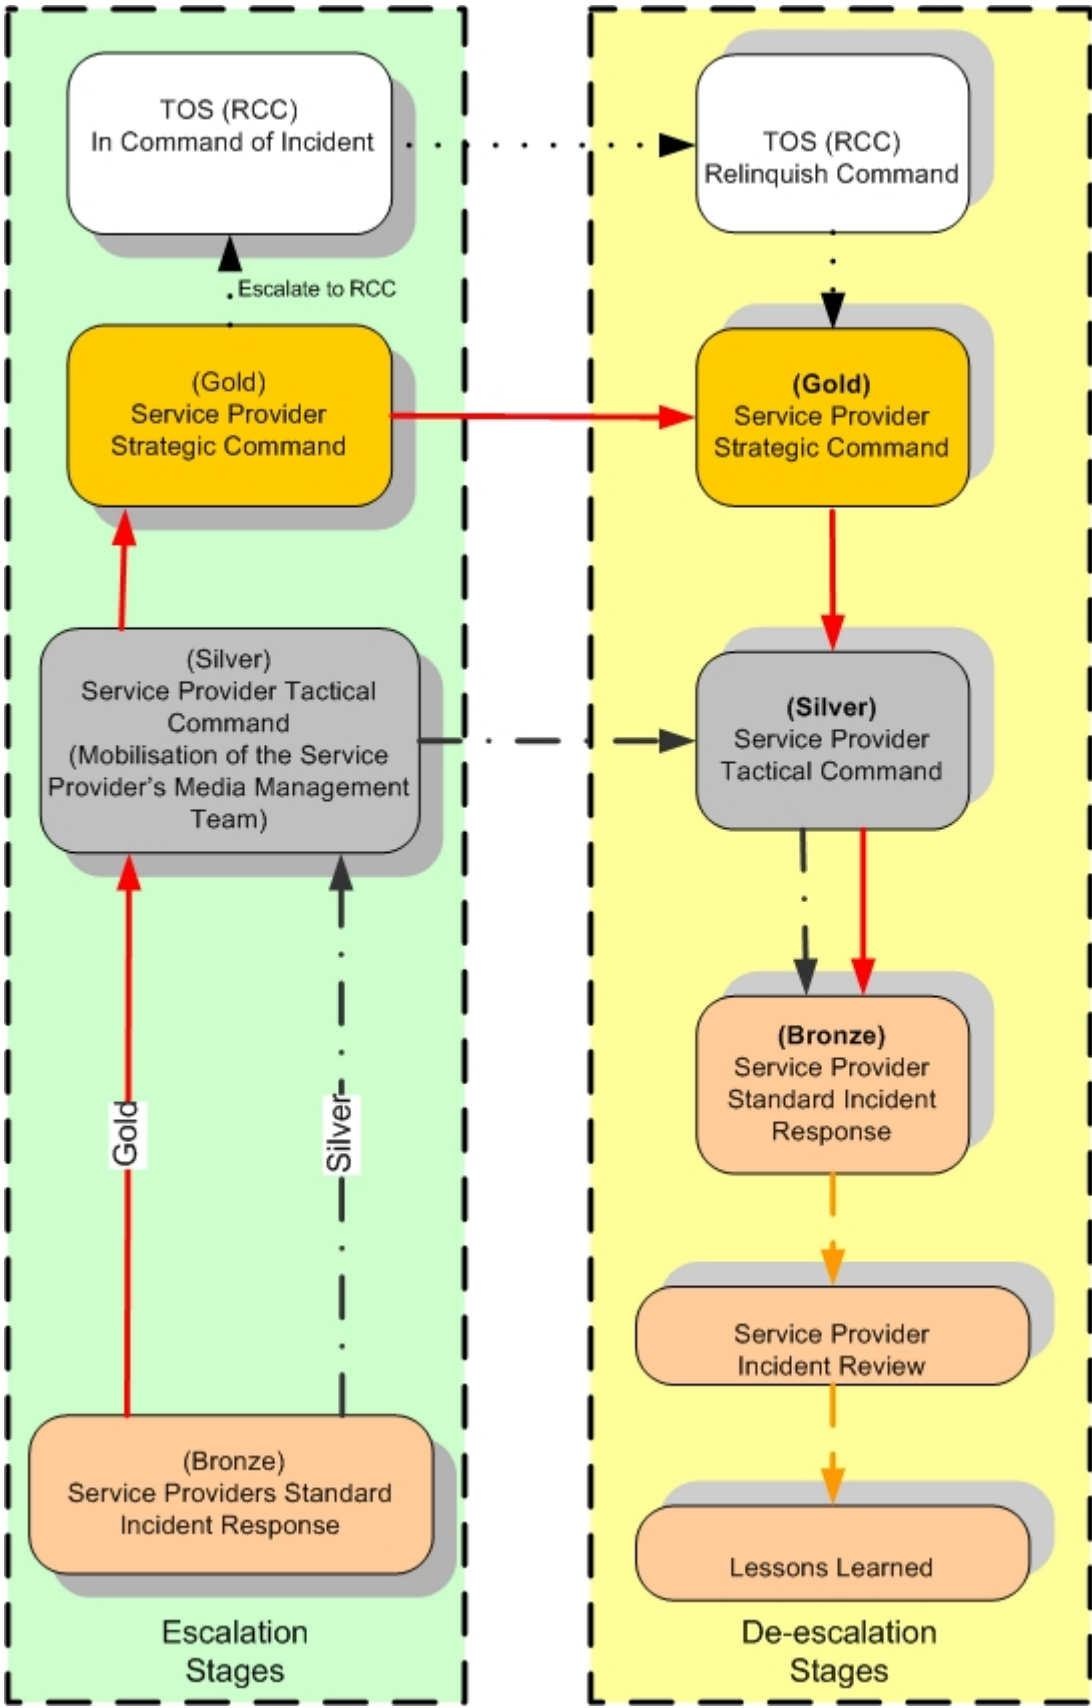 TOS (RCC)
In Command of Incident
Escalate to RCC
(Gold)
Service Provider
Strategic Command
(Silver)
Service Provider Tactical
Command
(Mobilisation of the Service
Provider's Media Management
Team)
Gold
Silver
(Bronze)
Service Providers Standard
Incident Response
Escalation
Stages
TOS (RCC)
Relinquish Command
(Gold)
Service Provider
Strategic Command
(Silver)
Service Provider
Tactical Command
(Bronze)
Service Provider
Standard Incident
Response
Service Provider
Incident Review
Lessons Learned
De-escalation
Stages